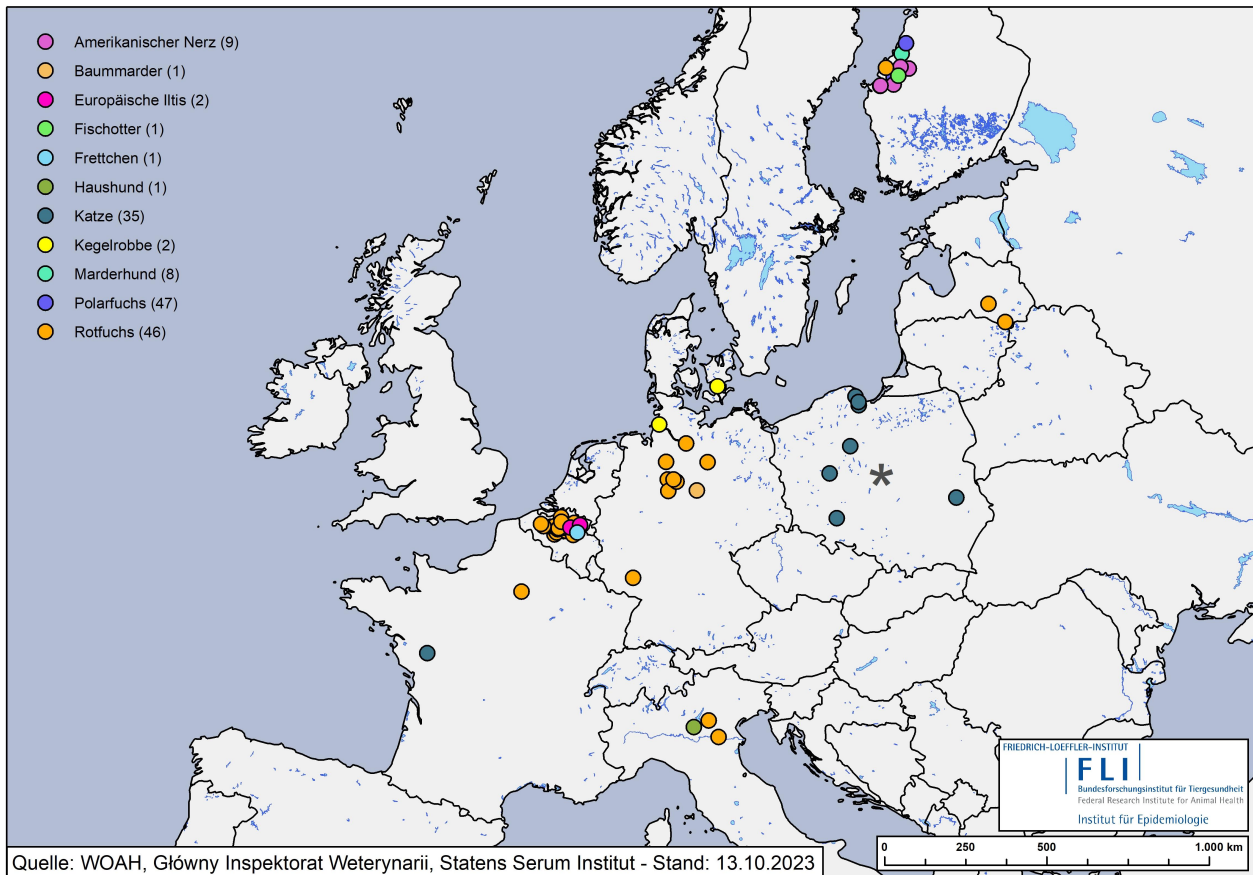 Amerikanischer Nerz (9)
Baummarder (1)
Europäische Iltis (2)
Fischotter (1)
Frettchen (1)
Haushund (1)
Katze (35)
Kegelrobbe (2)
Marderhund (8)
Polarfuchs (47)
Rotfuchs (46)
*
FRIEDRICH-LOEFFLER-INSTITUT
FLI
Bundesforschungsinstitut für Tiergesundheit
Federal Research Institute for Animal Health
Institut für Epidemiologie
0 250 500 1.000 km
Quelle: WOAH, Główny Inspektorat Weterynarii, Statens Serum Institut - Stand: 13.10.2023